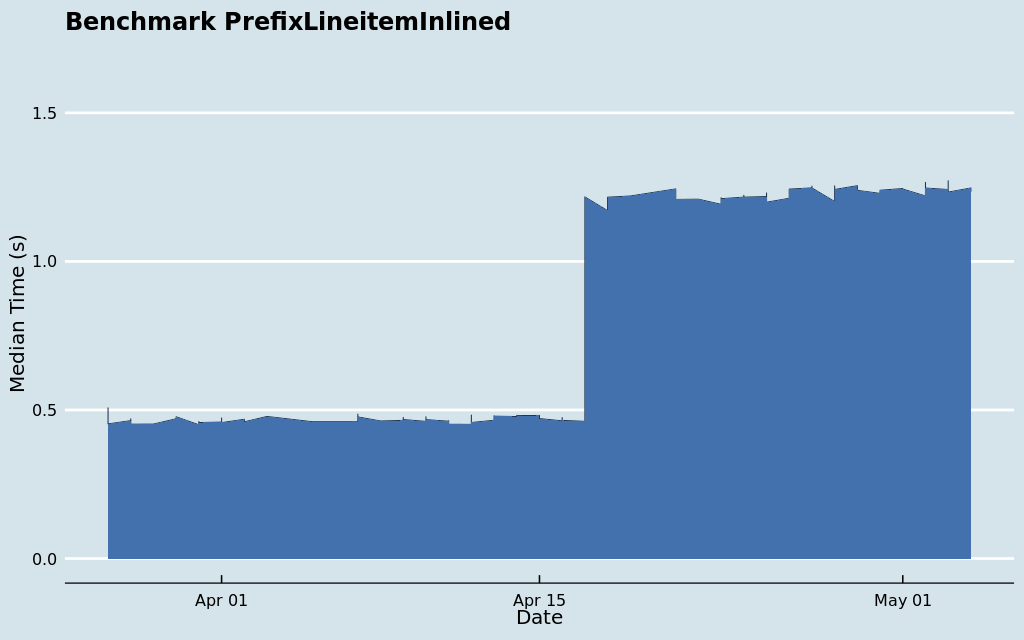 Benchmark PrefixLineitemInlined
Median Time (s)
1.5
1.0
0.5
0.0
Apr 01
Apr 15
May 01
Date